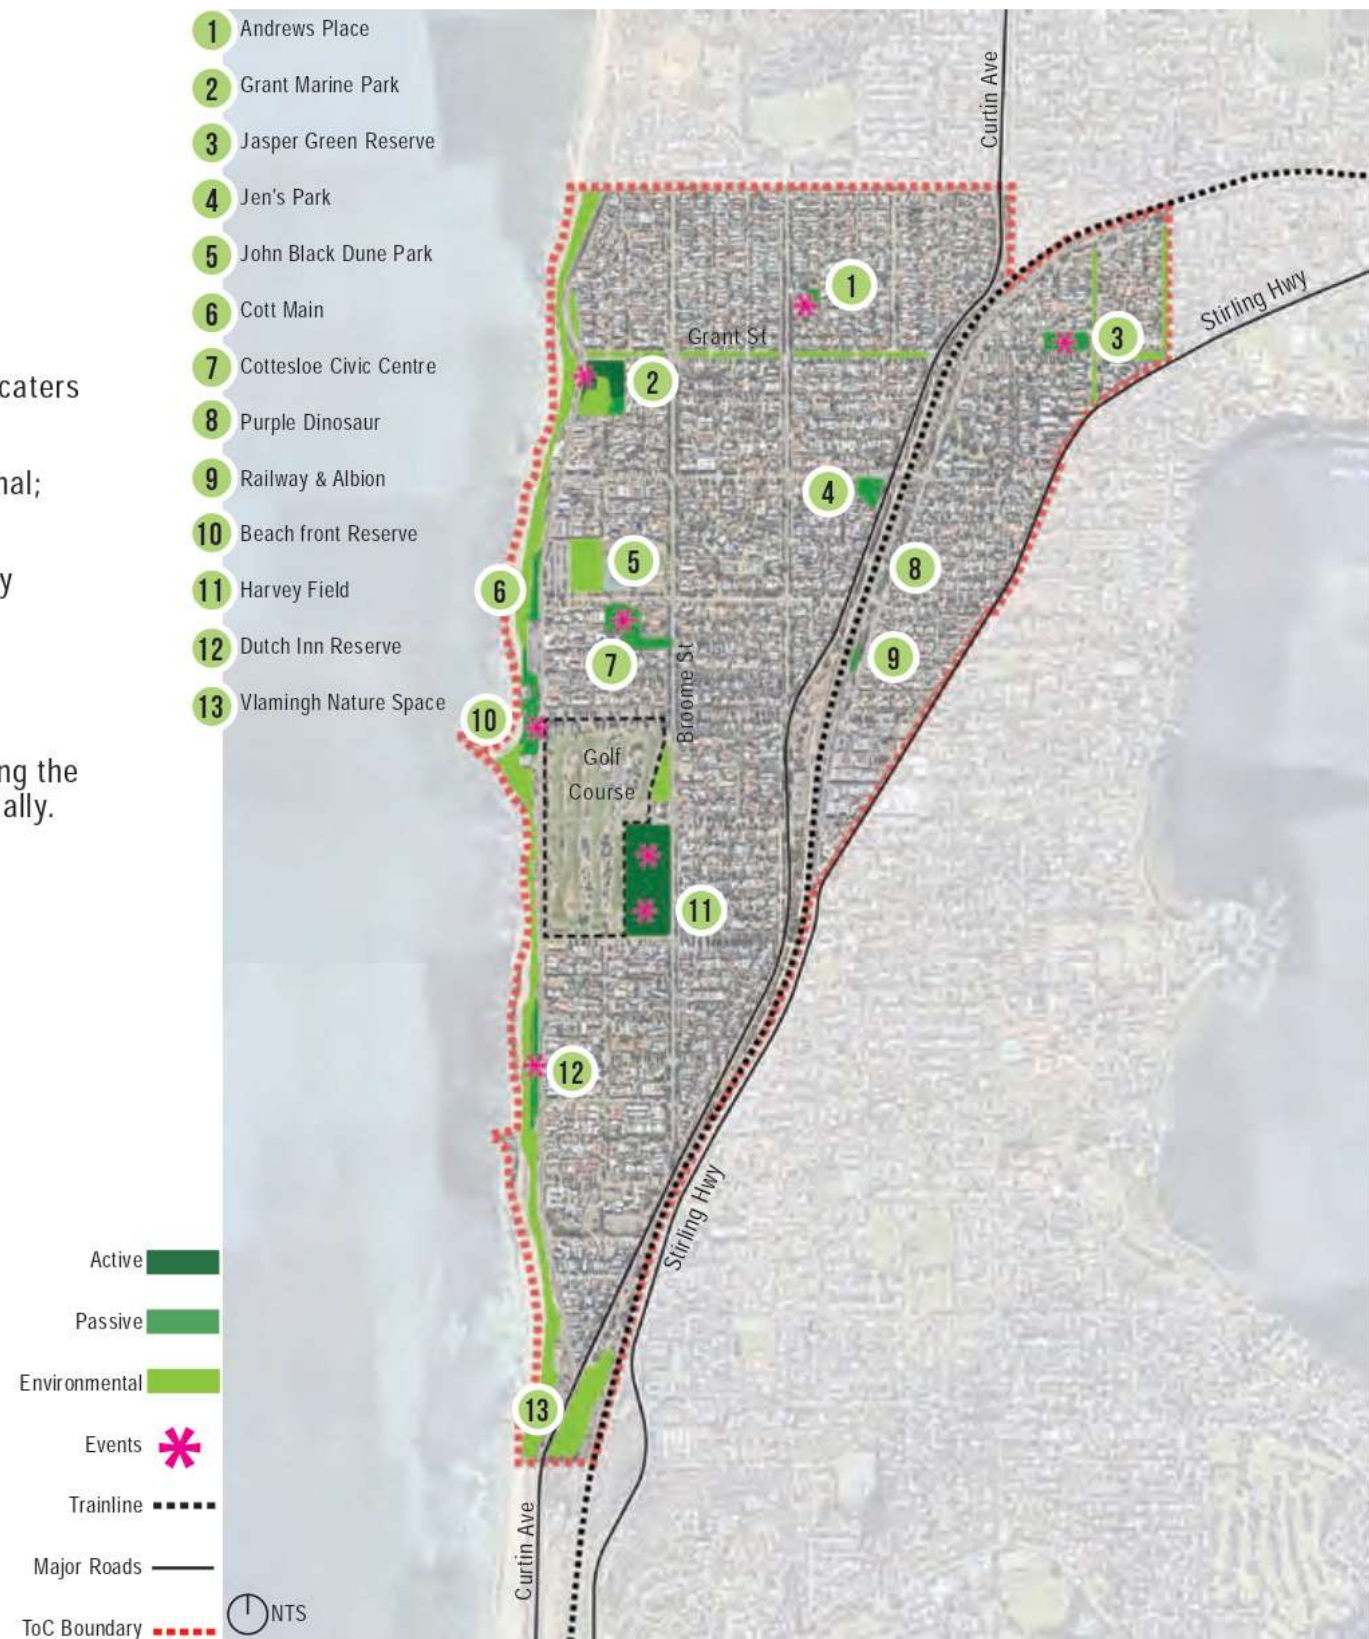 1 Andrews Place
2 Grant Marine Park
3 Jasper Green Reserve
4 Jen's Park
5 John Black Dune Park
6 Cott Main
7 Cottesloe Civic Centre
8 Purple Dinosaur
9 Railway & Albion
10 Beach front Reserve
11 Harvey Field
12 Dutch Inn Reserve
13 Vlamingh Nature Space
caters
nal;
y
ng the
ally.
Curtin Ave
Stirling Hwy
1
Grant St
3
2
4
5
8
6
7
9
Broome St
10
Golf
Course
11
12
Stirling Hwy
13
Curtin Ave
Active
Passive
Environmental
Events
Trainline
Major Roads
ToC Boundary
NTS